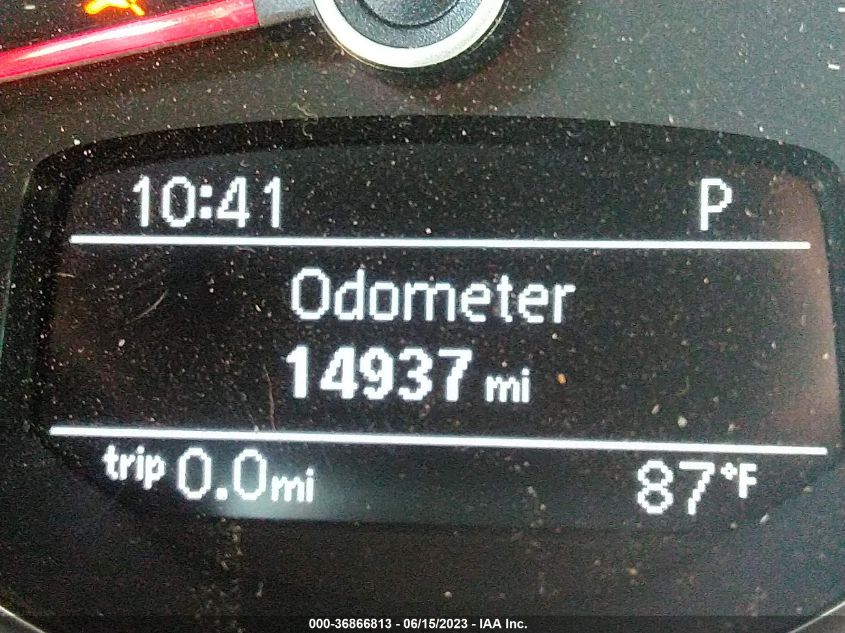 10:41 P
Odometer
14937 mi
trip 0.0mi 87°F
000-36866813 - 06/15/2023 - IAA Inc.